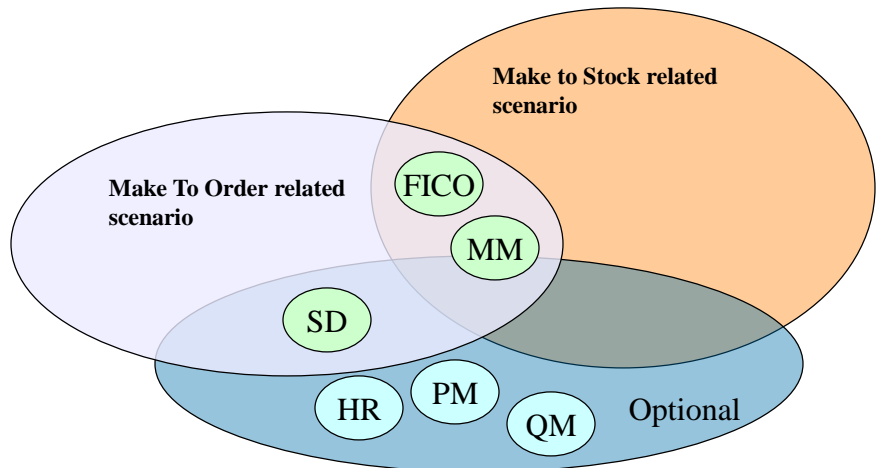 Make to Stock related
scenario
Make To Order related
scenario
FICO
MM
SD
HR
PM
QM
Optional